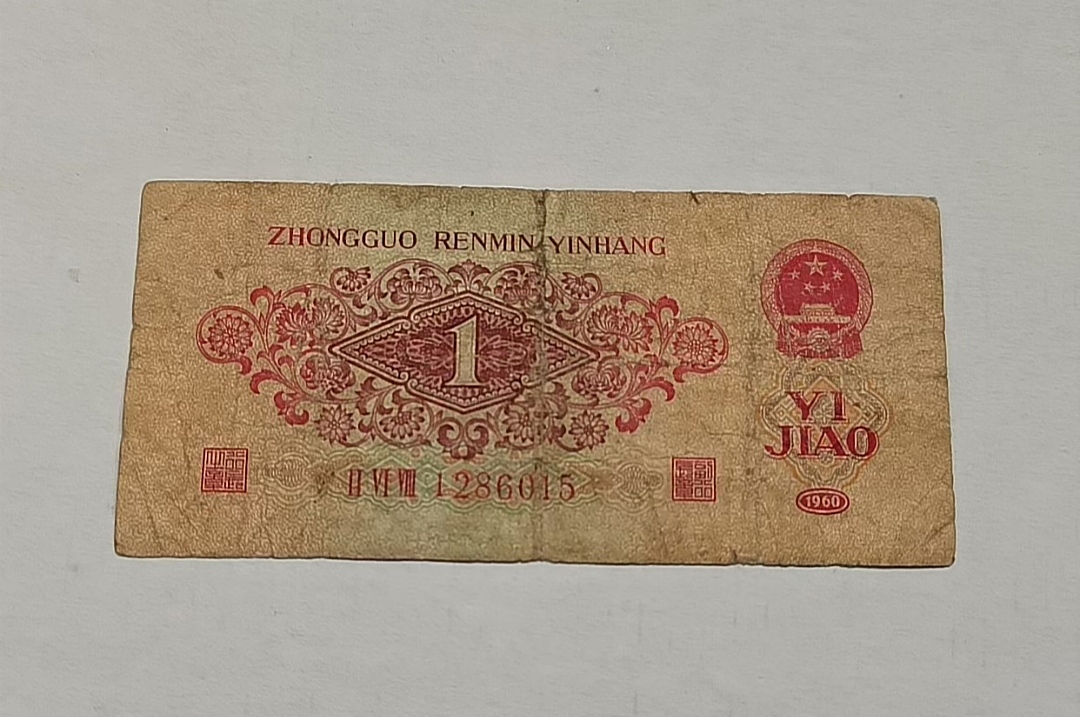 ZHONGGUO RENMIN YINHANG
1
YI
JIAO
II VI VIII 1286015
1960